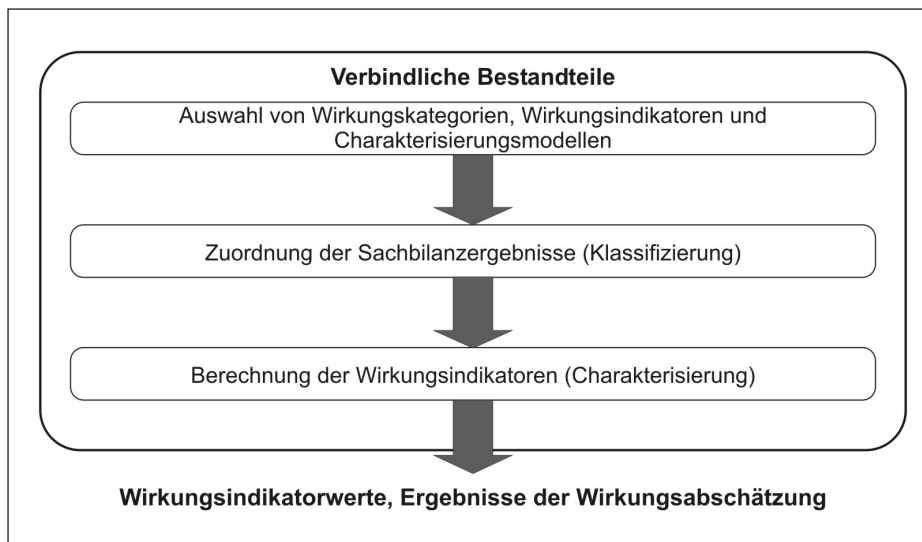 Verbindliche Bestandteile
Auswahl von Wirkungskategorien, Wirkungsindikatoren und
Charakterisierungsmodellen
Zuordnung der Sachbilanzergebnisse (Klassifizierung)
Berechnung der Wirkungsindikatoren (Charakterisierung)
Wirkungsindikatorwerte, Ergebnisse der Wirkungsabschätzung